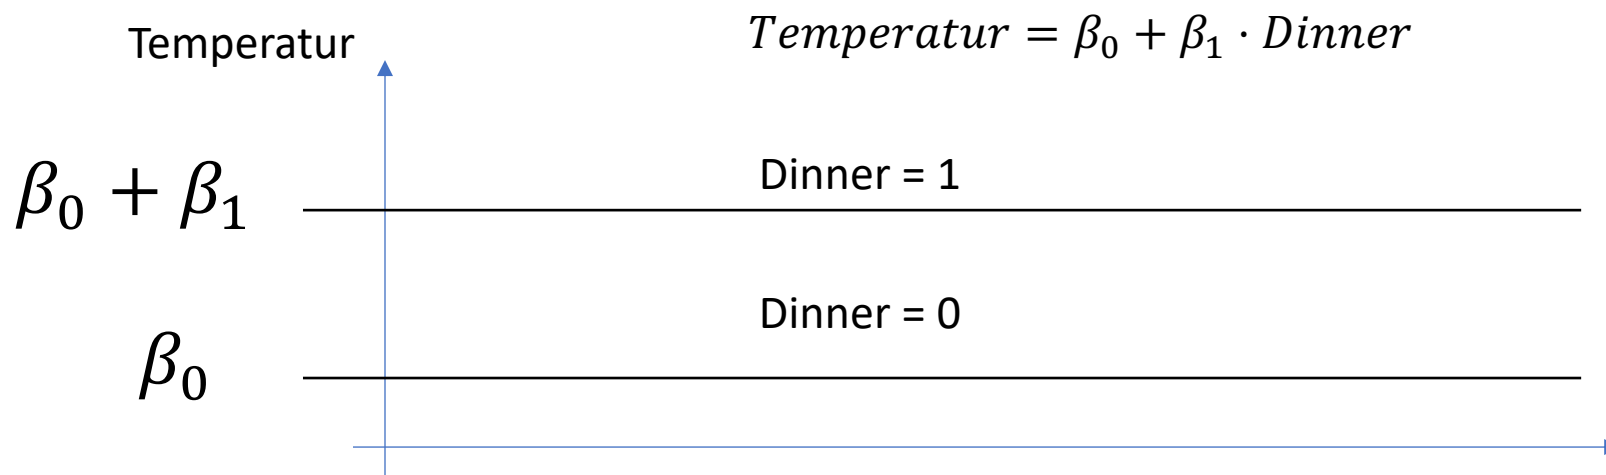 Temperatur
𝑇𝑒𝑚𝑝𝑒𝑟𝑎𝑡𝑢𝑟 = 𝛽₀ + 𝛽₁ · 𝐷𝑖𝑛𝑛𝑒𝑟
𝛽₀ + 𝛽₁
Dinner = 1
Dinner = 0
𝛽₀